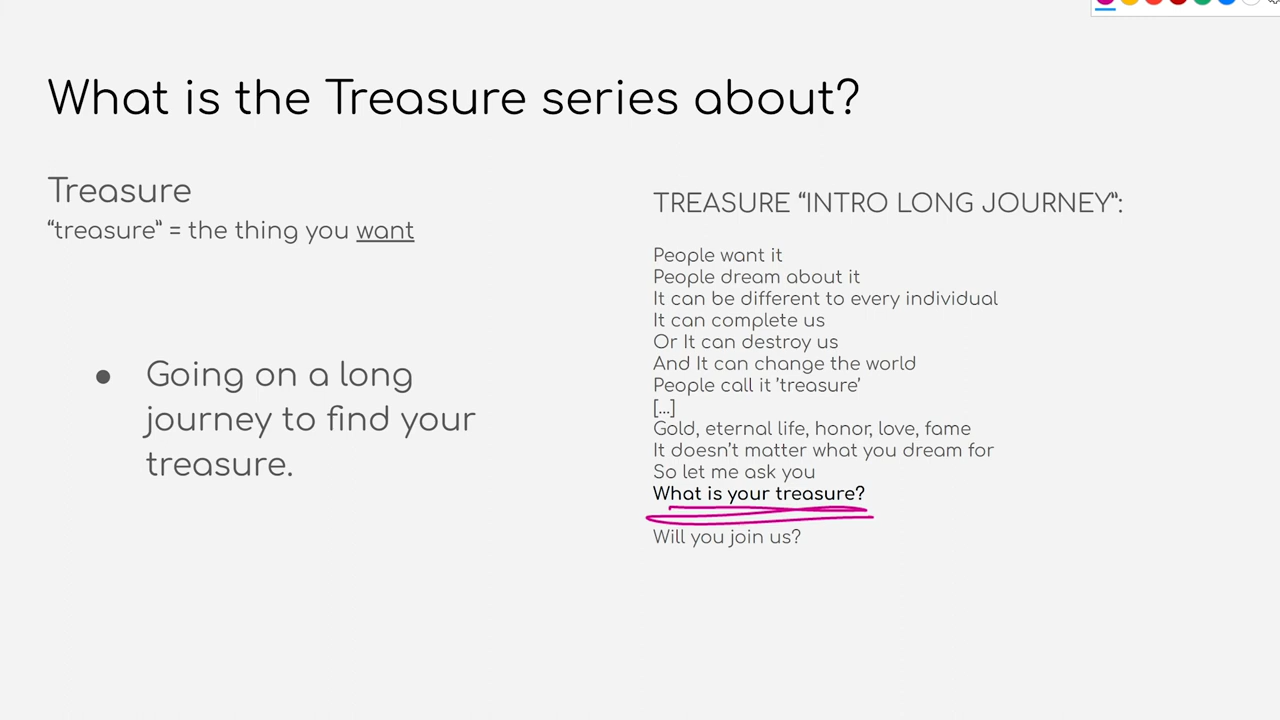 What is the Treasure series about?
Treasure
“treasure” = the thing you want
● Going on a long
journey to find your
treasure.
TREASURE “INTRO LONG JOURNEY”:
People want it
People dream about it
It can be different to every individual
It can complete us
Or It can destroy us
And It can change the world
People call it ’treasure’
[...]
Gold, eternal life, honor, love, fame
It doesn’t matter what you dream for
So let me ask you
What is your treasure?
Will you join us?